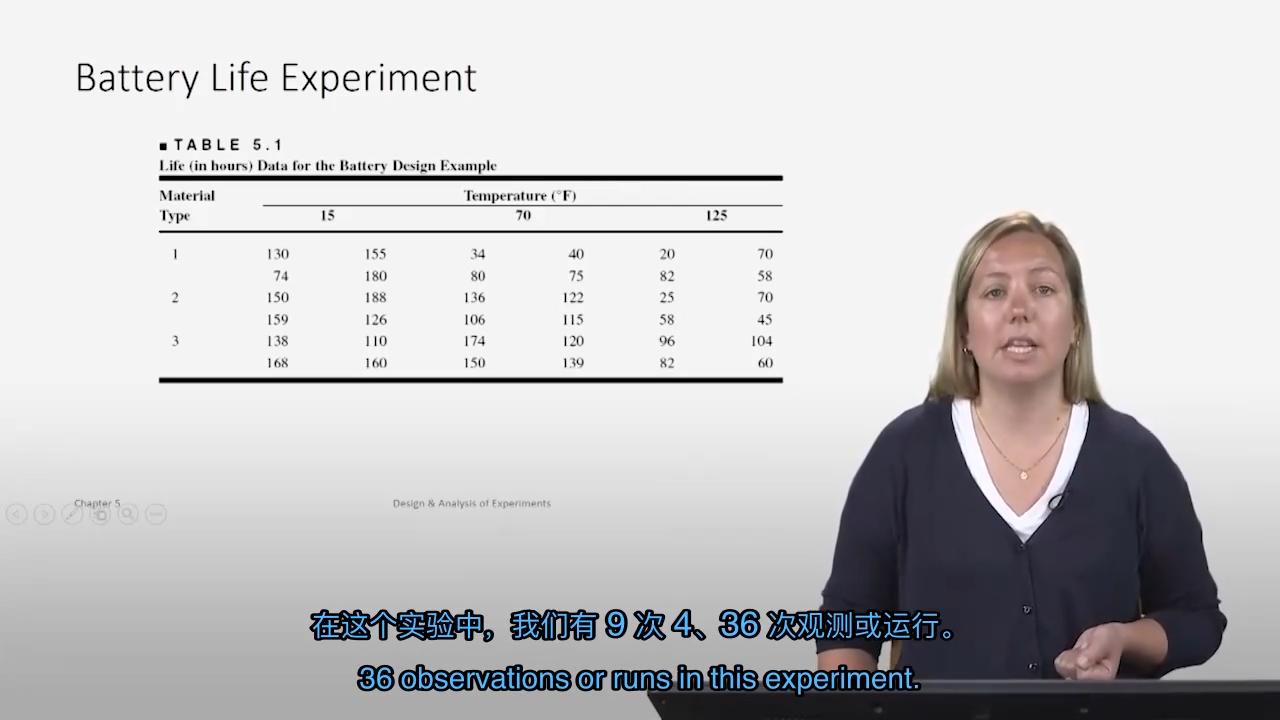 Battery Life Experiment
■ TABLE 5.1
Life (in hours) Data for the Battery Design Example
Material Temperature (°F)
Type 15 70 125
1 130 155 34 40 20 70
74 180 80 75 82 58
2 150 188 136 122 25 70
159 126 106 115 58 45
3 138 110 174 120 96 104
168 160 150 139 82 60
Chapter 5 Design & Analysis of Experiments
在这个实验中，我们有 9 次 4、36 次观测或运行。
36 observations or runs in this experiment.